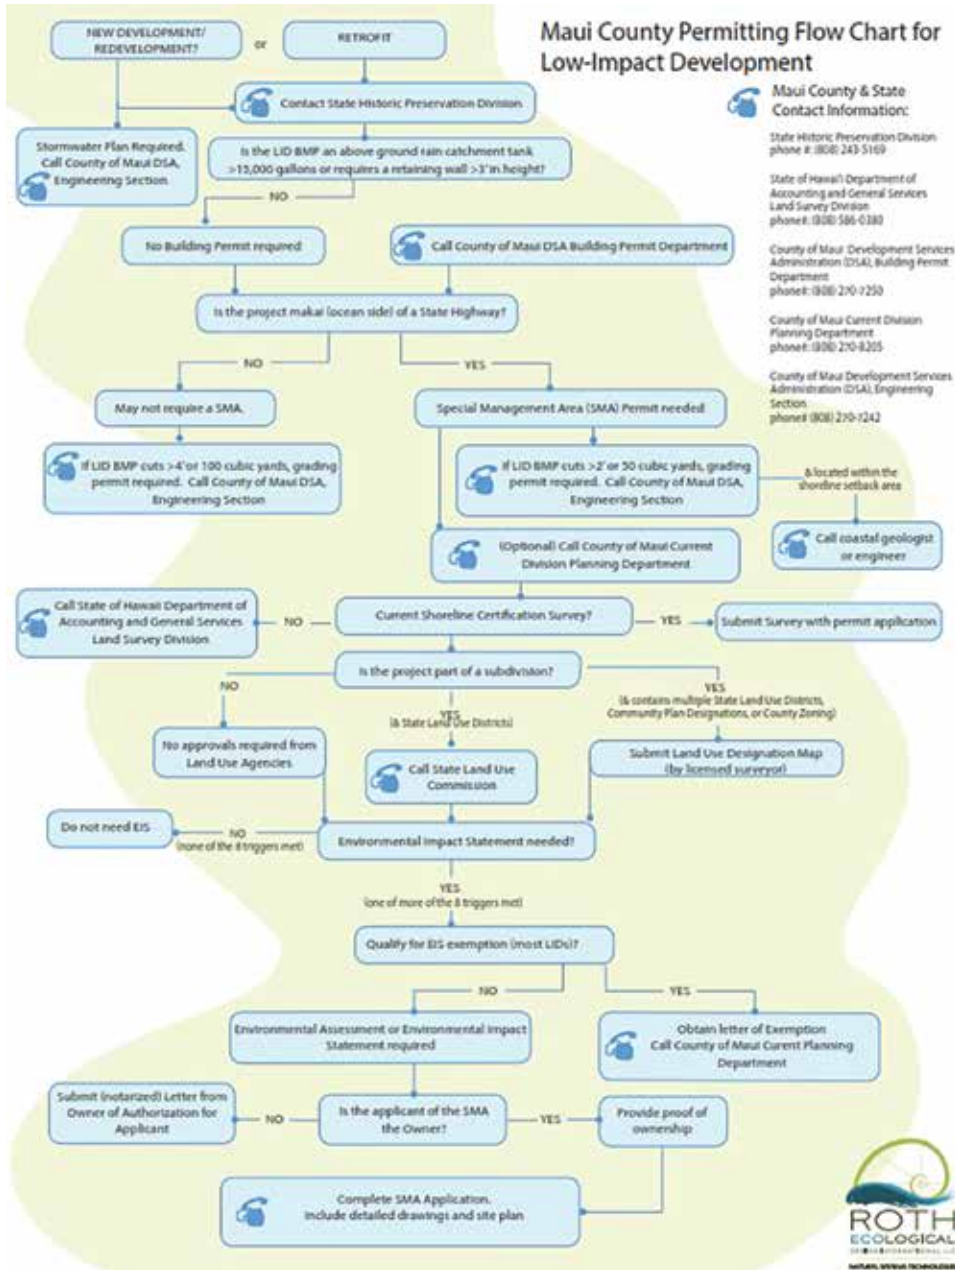 Maui County Permitting Flow Chart for
Low-Impact Development
NEW DEVELOPMENT/
REDEVELOPMENT?
or
RETROFIT
Contact State Historic Preservation Division
Stormwater Plan Required.
Call County of Maui DSA,
Engineering Section
Is the LID BMP an above ground rain catchment tank
>15,000 gallons or requires a retaining wall >3' in height?
NO
No Building Permit required
Call County of Maui DSA Building Permit Department
Is the project makai (ocean side) of a State Highway?
NO
YES
May not require a SMA.
Special Management Area (SMA) Permit needed
If LID BMP cuts >4' or 100 cubic yards, grading
permit required. Call County of Maui DSA,
Engineering Section
If LID BMP cuts >2' or 50 cubic yards, grading
permit required. Call County of Maui DSA,
Engineering Section
& located within the
shoreline setback area
Call coastal geologist
or engineer
(Optional) Call County of Maui Current
Division Planning Department
Call State of Hawaii Department of
Accounting and General Services
Land Survey Division
NO
Current Shoreline Certification Survey?
YES
Submit Survey with permit application
Is the project part of a subdivision?
NO
YES
(& State Land Use Districts)
YES
(& contains multiple State Land Use Districts,
Community Plan Designations, or County Zoning)
No approvals required from
Land Use Agencies
Call State Land Use
Commission
Submit Land Use Designation Map
(by licensed surveyor)
Do not need EIS
NO
(none of the 8 triggers met)
Environmental Impact Statement needed?
YES
(one of more of the 8 triggers met)
Qualify for EIS exemption (most LIDs)?
NO
YES
Environmental Assessment or Environmental Impact
Statement required
Obtain letter of Exemption
Call County of Maui Curent Planning
Department
Submit (notarized) Letter from
Owner of Authorization for
Applicant
NO
Is the applicant of the SMA
the Owner?
YES
Provide proof of
ownership
Complete SMA Application.
Include detailed drawings and site plan
Maui County & State
Contact Information:
State Historic Preservation Division
phone #: (808) 243-5169
State of Hawai'i Department of
Accounting and General Services
Land Survey Division
phone#: (808) 586-0380
County of Maui Development Services
Administration (DSA), Building Permit
Department
phone#: (808) 270-7250
County of Maui Current Division
Planning Department
phone#: (808) 270-8205
County of Maui Development Services
Administration (DSA), Engineering
Section
phone# (808) 270-7242
ROTH
ECOLOGICAL
NATURAL SYSTEMS TECHNOLOGIES